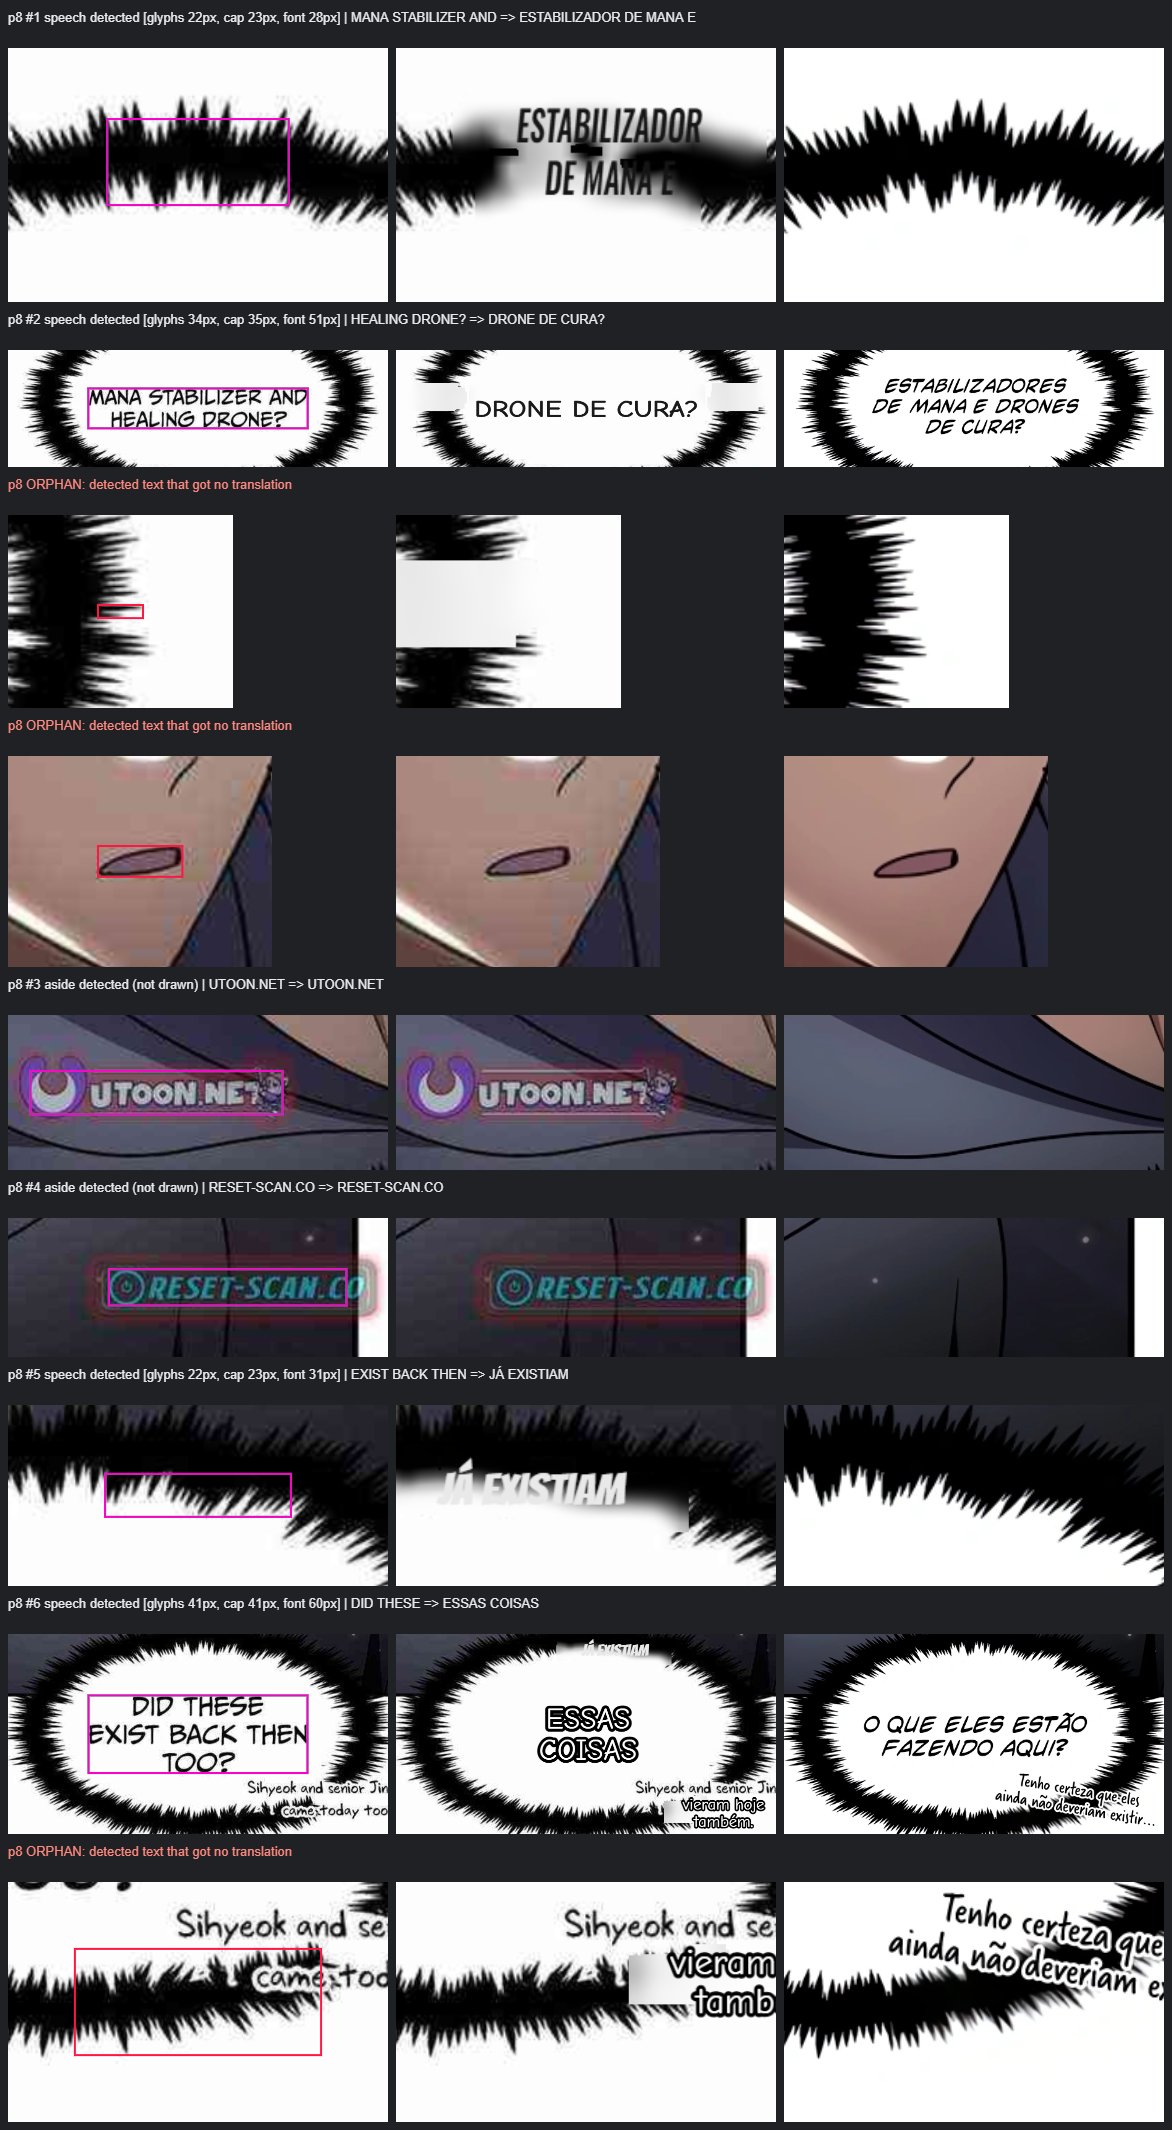 p8 #1 speech detected [glyphs 22px, cap 23px, font 28px] | MANA STABILIZER AND => ESTABILIZADOR DE MANA E
ESTABILIZADOR
DE MANA E
p8 #2 speech detected [glyphs 34px, cap 35px, font 51px] | HEALING DRONE? => DRONE DE CURA?
MANA STABILIZER AND
HEALING DRONE?
DRONE DE CURA?
ESTABILIZADORES
DE MANA E DRONES
DE CURA?
p8 ORPHAN: detected text that got no translation
p8 ORPHAN: detected text that got no translation
p8 #3 aside detected (not drawn) | UTOON.NET => UTOON.NET
UTOON.NET
UTOON.NET
p8 #4 aside detected (not drawn) | RESET-SCAN.CO => RESET-SCAN.CO
RESET-SCAN.CO
RESET-SCAN.CO
p8 #5 speech detected [glyphs 22px, cap 23px, font 31px] | EXIST BACK THEN => JÁ EXISTIAM
JÁ EXISTIAM
p8 #6 speech detected [glyphs 41px, cap 41px, font 60px] | DID THESE => ESSAS COISAS
DID THESE
EXIST BACK THEN
TOO?
Sihyeok and senior Jin
came today too
JÁ EXISTIAM
ESSAS
COISAS
Sihyeok and senior Jin
vieram hoje
também.
O QUE ELES ESTÃO
FAZENDO AQUI?
Tenho certeza que eles
ainda não deveriam existir...
p8 ORPHAN: detected text that got no translation
Sihyeok and se
came too
Sihyeok and se
vieram
tamb
Tenho certeza que
ainda não deveriam ex